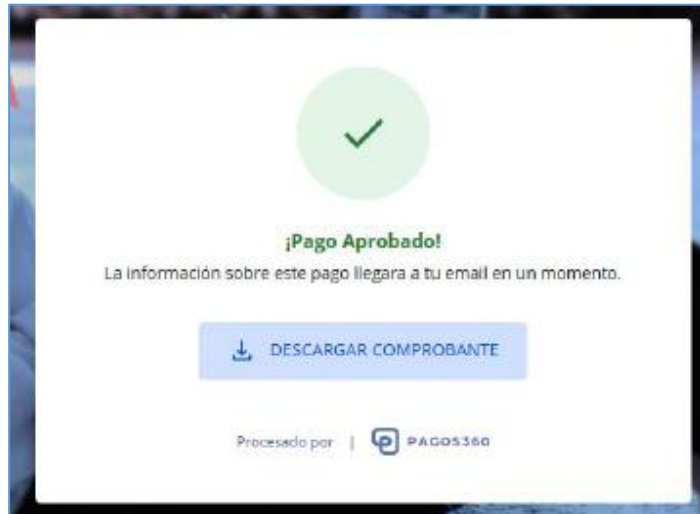 ¡Pago Aprobado!
La información sobre este pago llegara a tu email en un momento.
DESCARGAR COMPROBANTE
Procesado por | PAGOS360